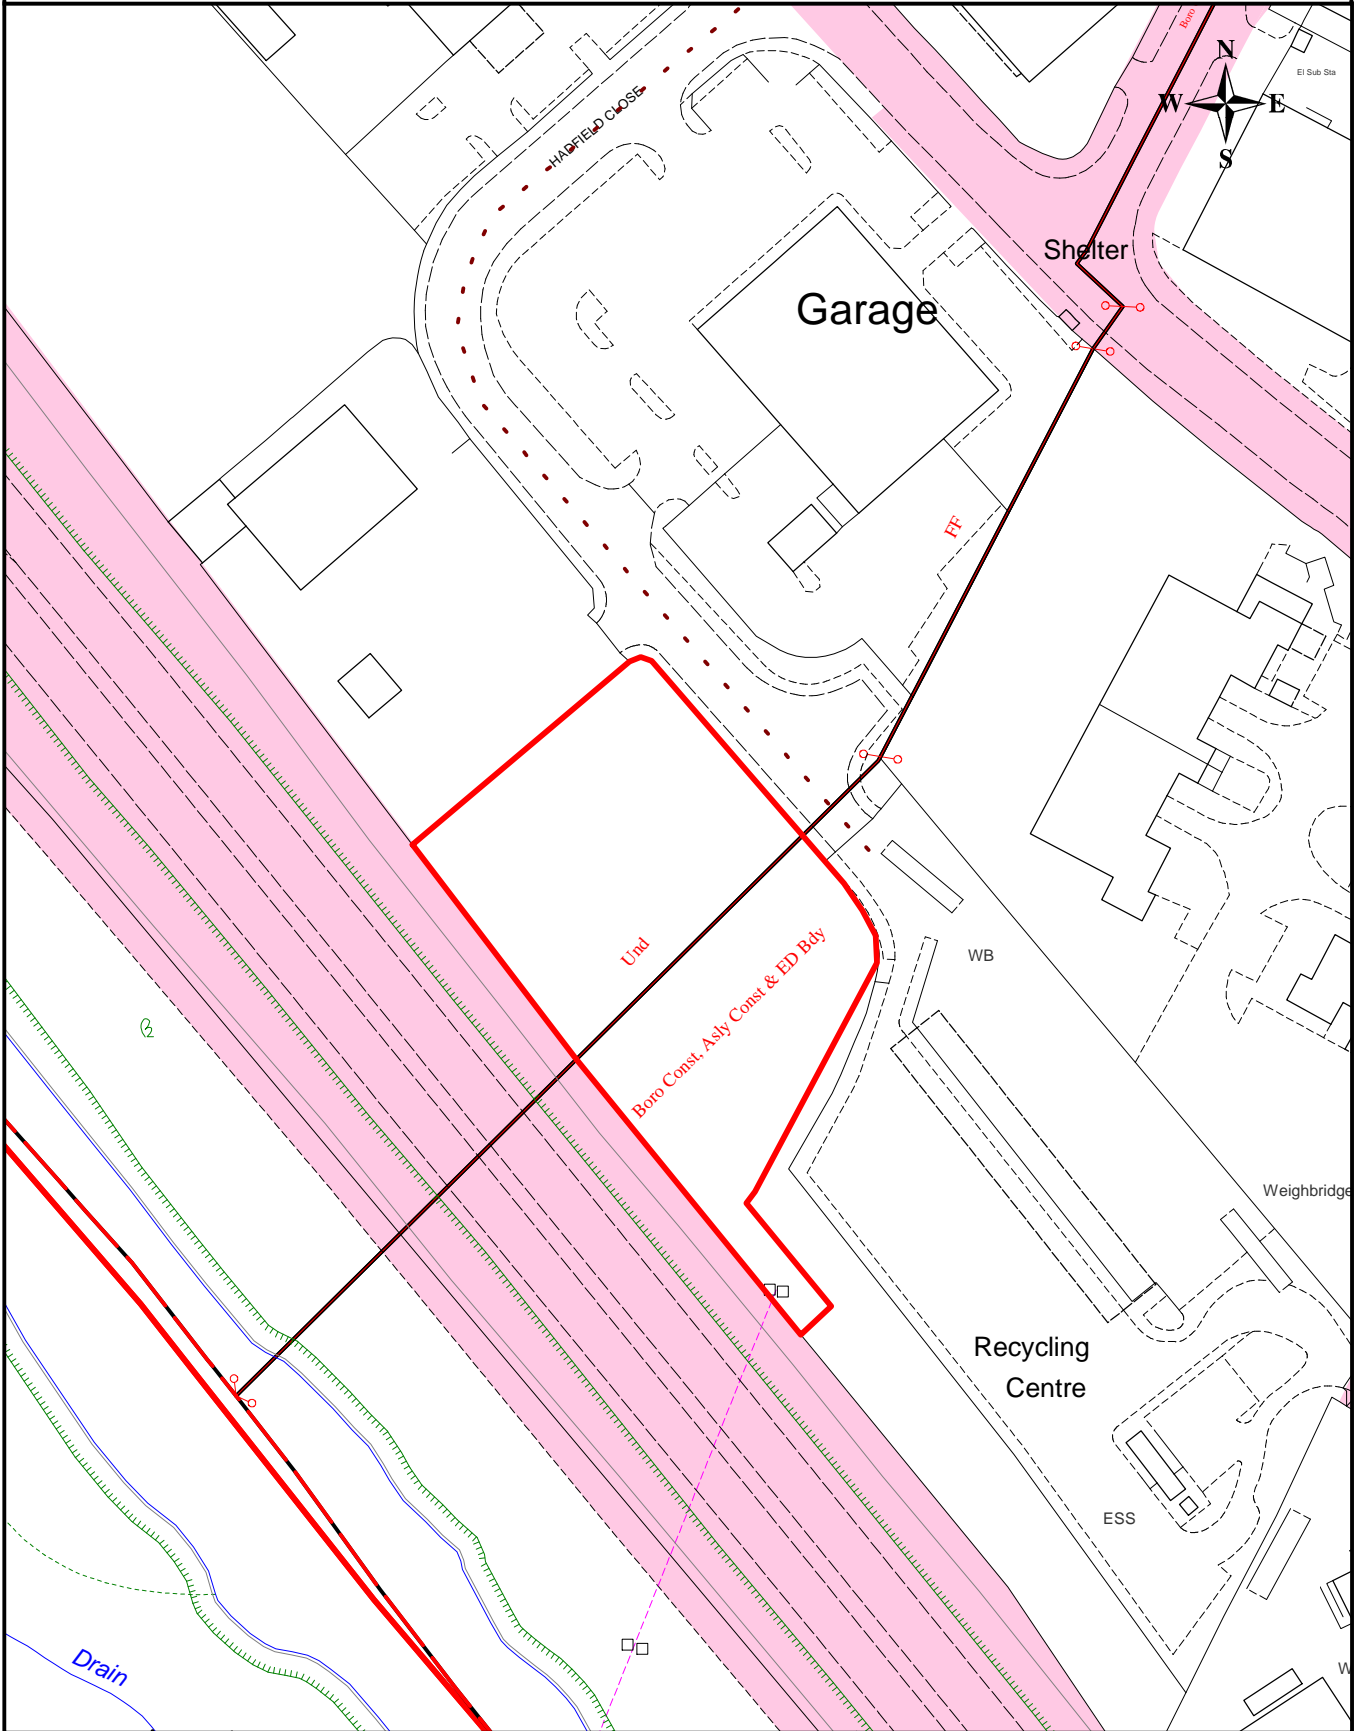 Boro
N
El Sub Sta
W E
S
HADFIELD CLOSE
Shelter
Garage
FF
Und
Boro Const, Asly Const & ED Bdy
WB
Weighbridge
Recycling
Centre
ESS
Drain
W